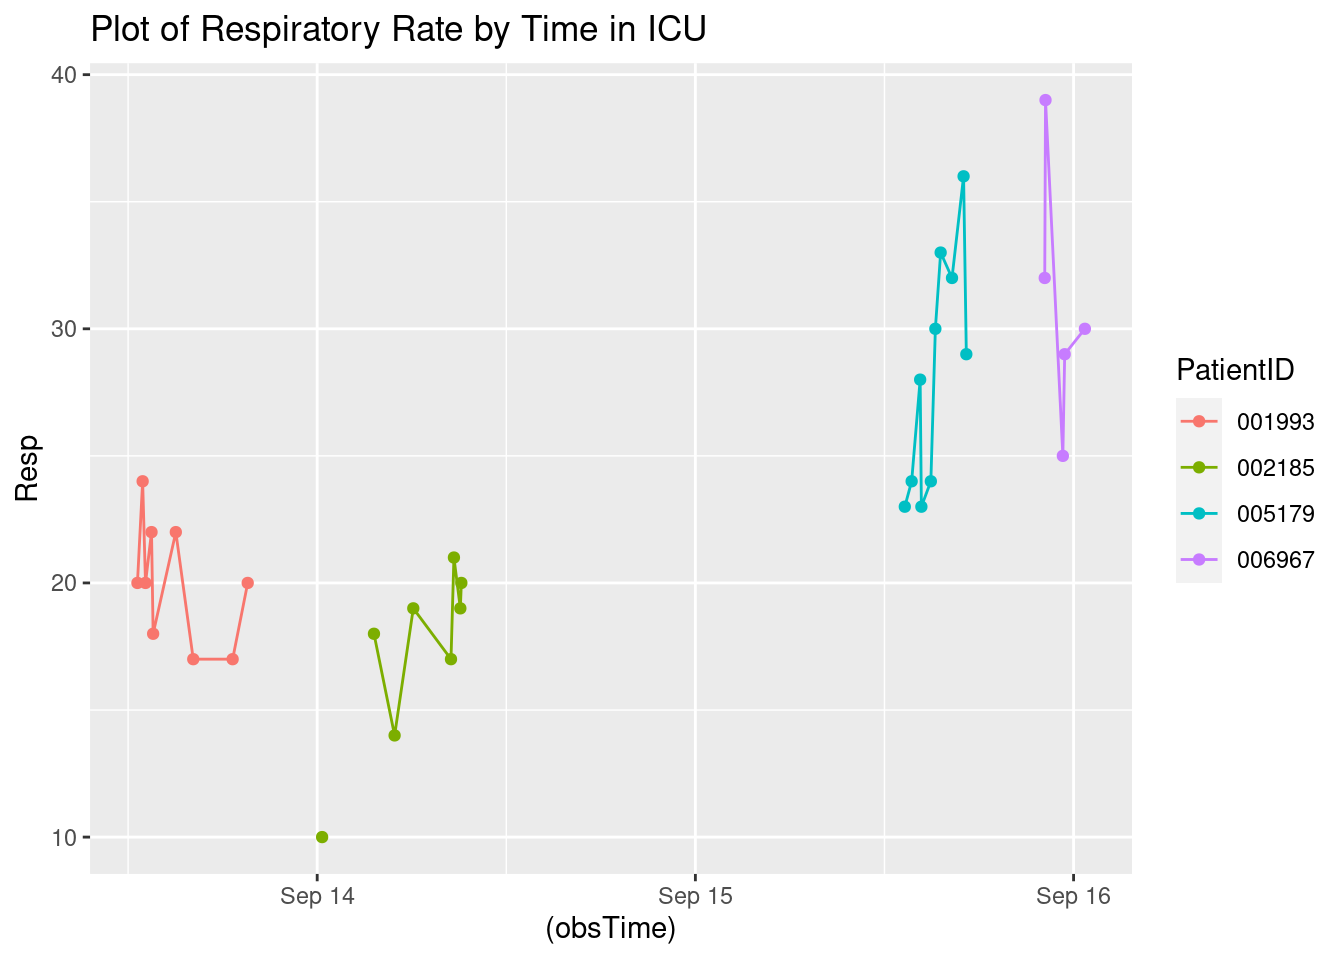 Plot of Respiratory Rate by Time in ICU
40
30
20
10
Resp
Sep 14
Sep 15
Sep 16
(obsTime)
PatientID
001993
002185
005179
006967